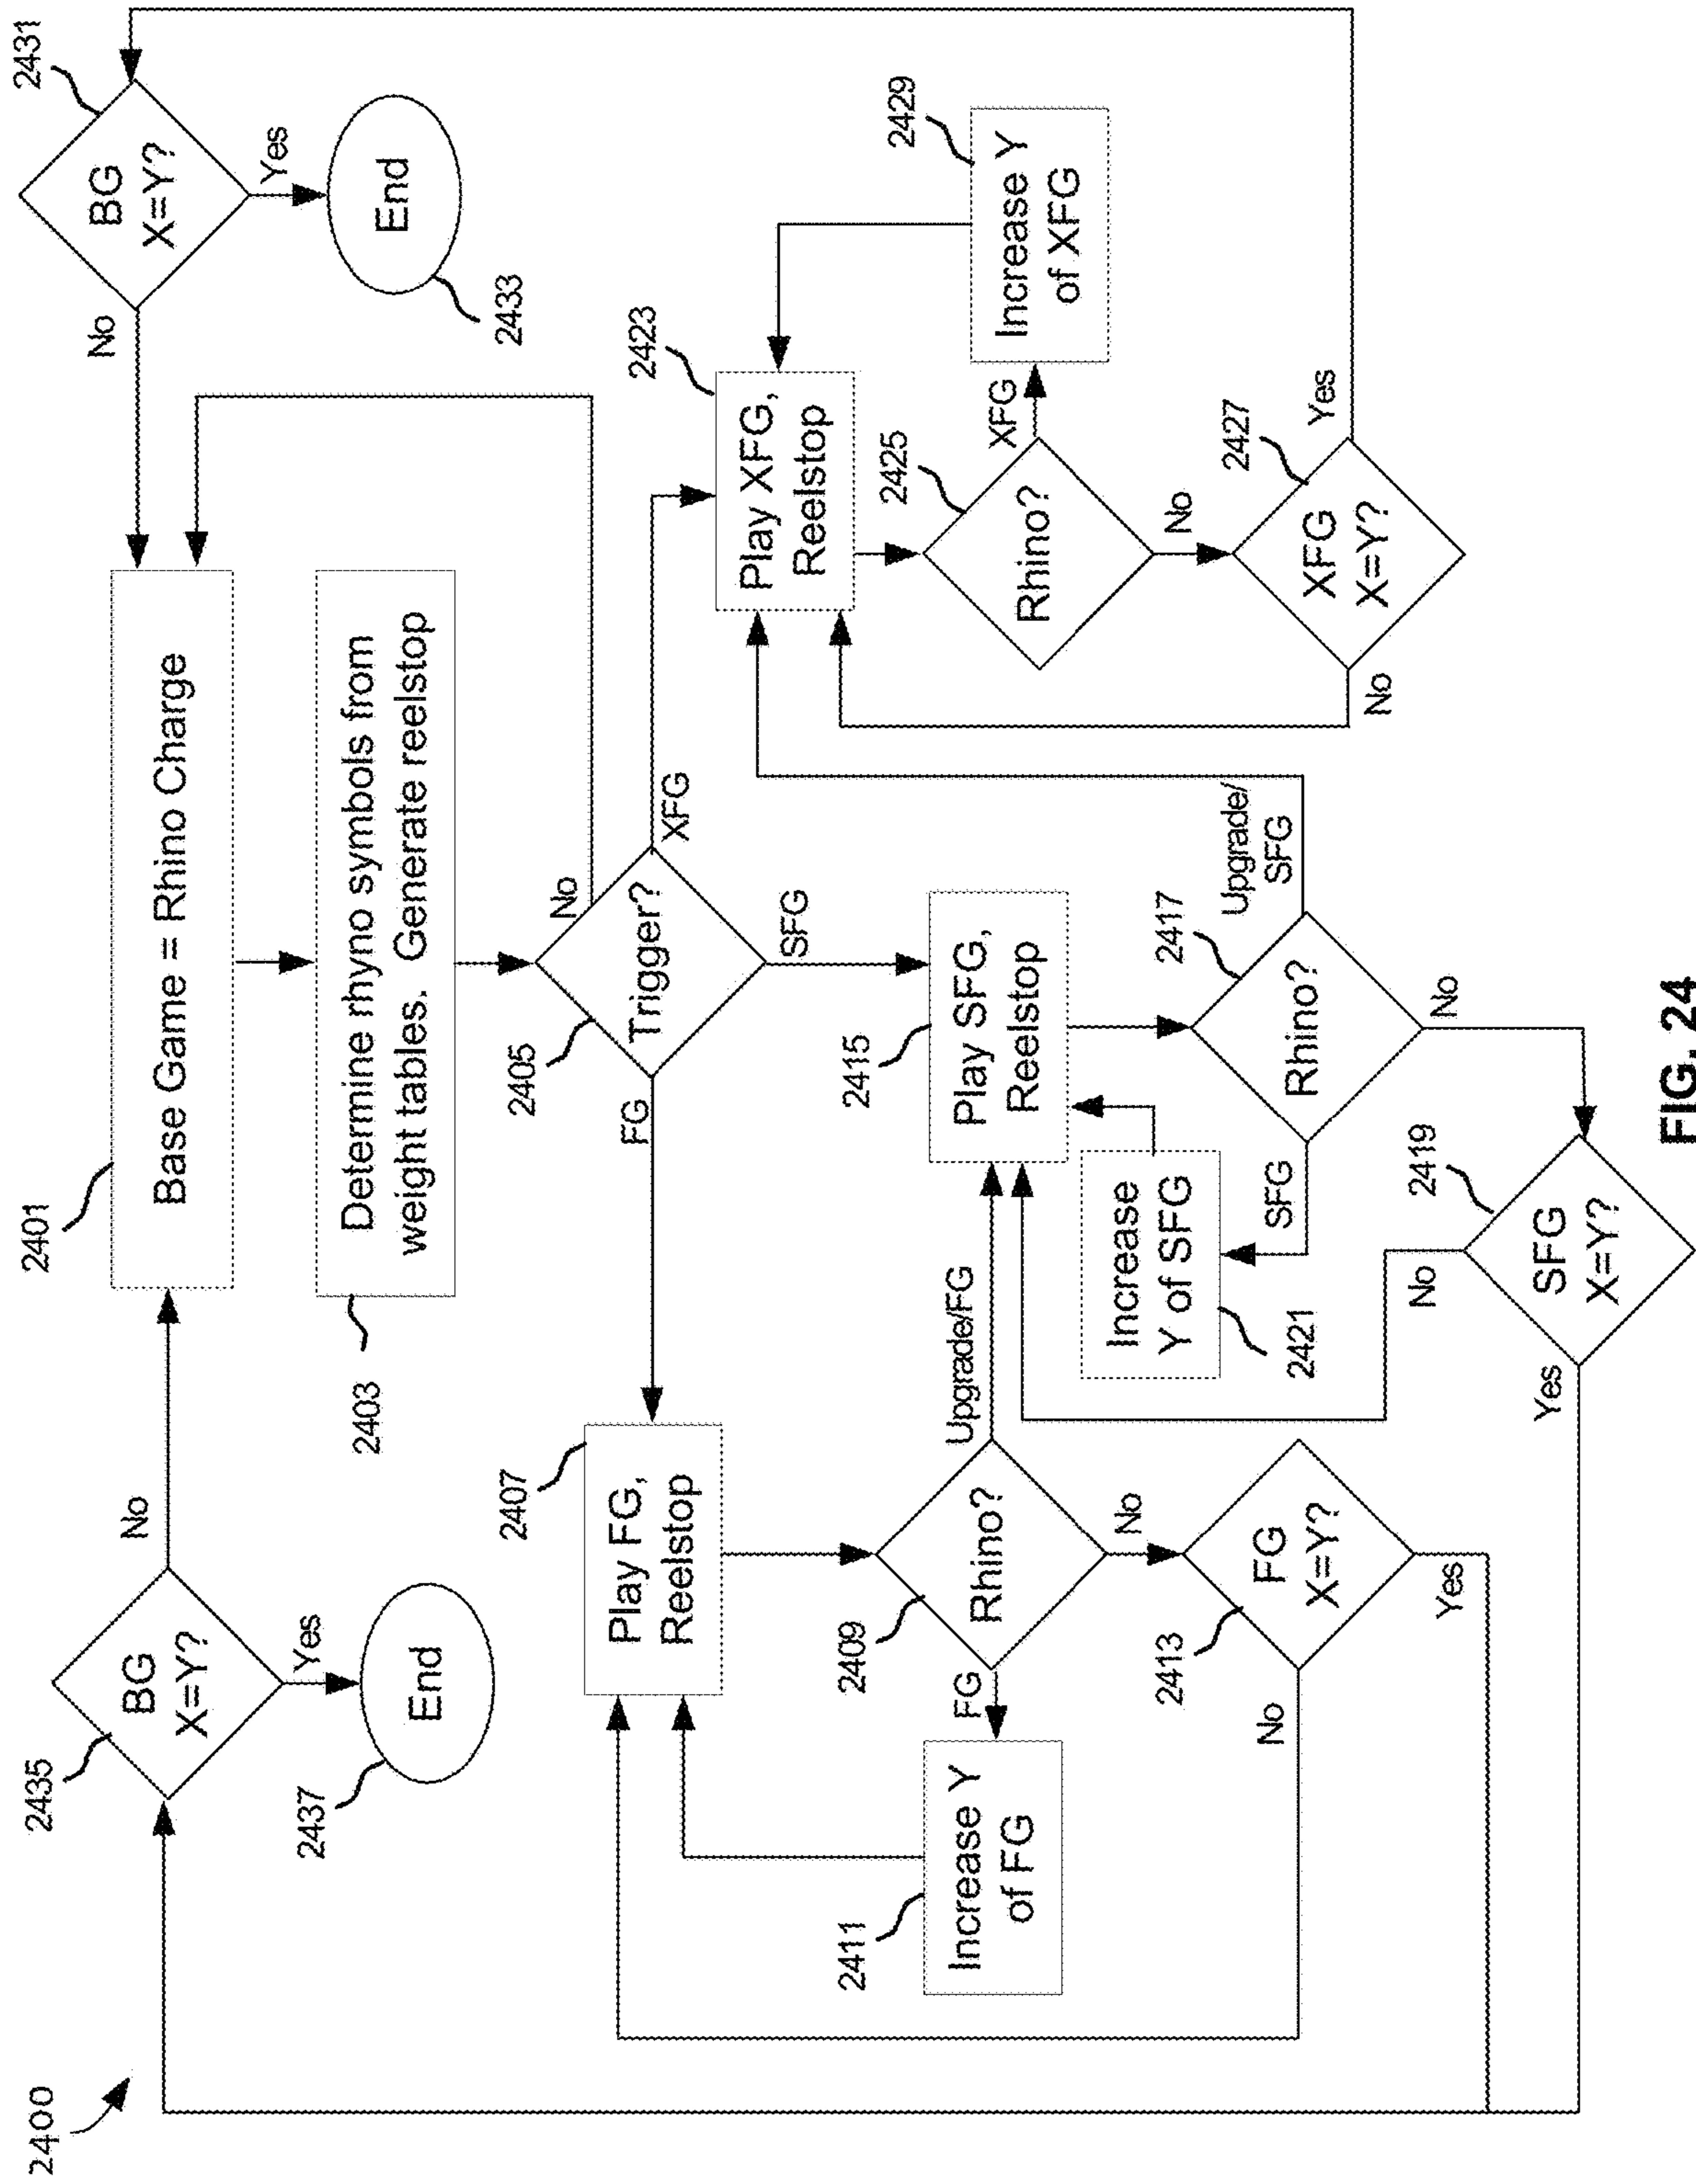 2400
2435
BG
X=Y?
No
Yes
2437
End
2401
Base Game = Rhino Charge
No
2431
BG
X=Y?
Yes
2433
End
2403
Determine rhyno symbols from
weight tables.  Generate reelstop
2405
Trigger?
No
FG
SFG
XFG
2407
Play FG,
Reelstop
2409
Rhino?
FG
Upgrade/FG
No
2411
Increase Y
of FG
2413
FG
X=Y?
No
Yes
2415
Play SFG,
Reelstop
2417
Rhino?
SFG
Upgrade/
SFG
No
2421
Increase
Y of SFG
2419
SFG
X=Y?
No
Yes
2423
Play XFG,
Reelstop
2425
Rhino?
XFG
No
2429
Increase Y
of XFG
2427
XFG
X=Y?
No
Yes
FIG. 24